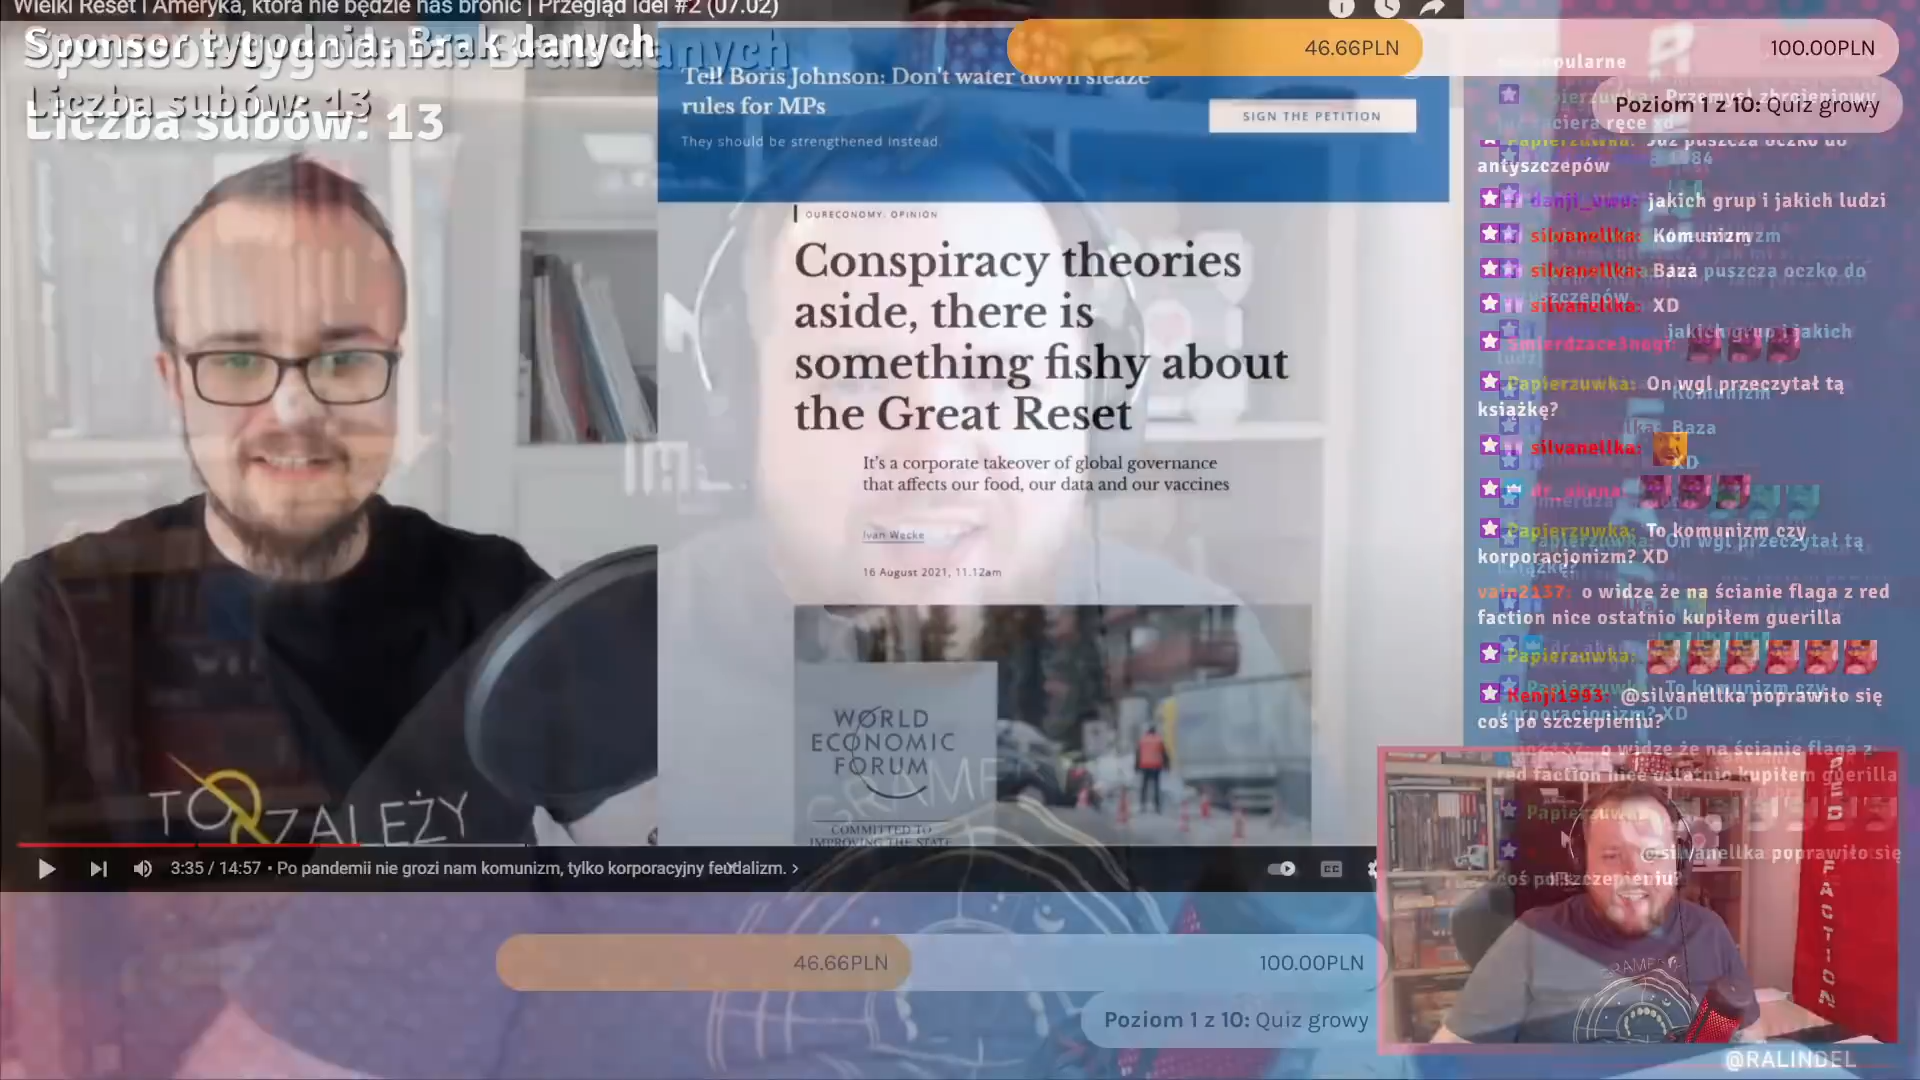 Wielki Reset i Ameryka, która nie będzie nas bronić | Przegląd idei #2 (07.02)
Sponsor tygodnia: Brak danych
Liczba subów: 13
Tell Boris Johnson: Don't water down sleaze
rules for MPs
They should be strengthened instead.
SIGN THE PETITION
OURECONOMY: OPINION
Conspiracy theories
aside, there is
something fishy about
the Great Reset
It's a corporate takeover of global governance
that affects our food, our data and our vaccines
Ivan Wecke
16 August 2021, 11.12am
WORLD
ECONOMIC
FORUM
COMMITTED TO
IMPROVING THE STATE
TO ZALEŻY
3:35 / 14:57 • Po pandemii nie grozi nam komunizm, tylko korporacyjny feudalizm. >
CC
46.66PLN
100.00PLN
Poziom 1 z 10: Quiz growy
Papierzuwka: Już puszcza oczko do
antyszczepów
danji_uwu: jakich grup i jakich ludzi
silvanellka: Komunizm
silvanellka: Baza
silvanellka: XD
Papierzuwka: On wgl przeczytał tą
książkę?
silvanellka:
Papierzuwka: To komunizm czy
korporacjonizm? XD
vain2137: o widze że na ścianie flaga z red
faction nice ostatnio kupiłem guerilla
Papierzuwka:
Kenji1993: @silvanellka poprawiło się
coś po szczepieniu?
46.66PLN
100.00PLN
Poziom 1 z 10: Quiz growy
RED
FACTION
@RALINDEL